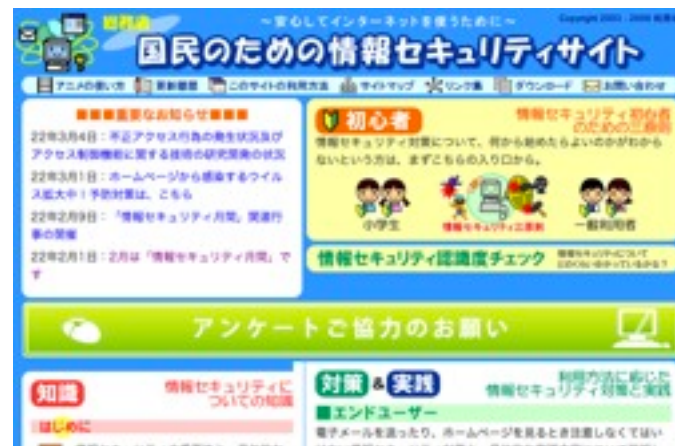 総務省
～安心してインターネットを使うために～
国民のための情報セキュリティサイト
アニメの使い方 更新履歴 このサイトの利用方法 サイトマップ リンク集 ダウンロード お問い合わせ
■■■重要なお知らせ■■■
22年3月4日：不正アクセス行為の発生状況及び
アクセス制御機能に関する技術の研究開発の状況
22年3月1日：ホームページから感染するウイル
ス拡大中！予防対策は、こちら
22年2月9日：「情報セキュリティ月間」関連行
事の開催
22年2月1日：2月は「情報セキュリティ月間」で
す
初心者
情報セキュリティ初心者
のための三原則
情報セキュリティ対策について、何から始めたらよいのかがわから
ないという方は、まずこちらの入り口から。
小学生 情報セキュリティ三原則 一般利用者
情報セキュリティ認識度チェック
アンケートご協力のお願い
知識
情報セキュリティに
ついての知識
はじめに
対策&実践
利用方法に応じた
情報セキュリティ対策と実践
■エンドユーザー
電子メールを送ったり、ホームページを見るとき注意しなくてはい